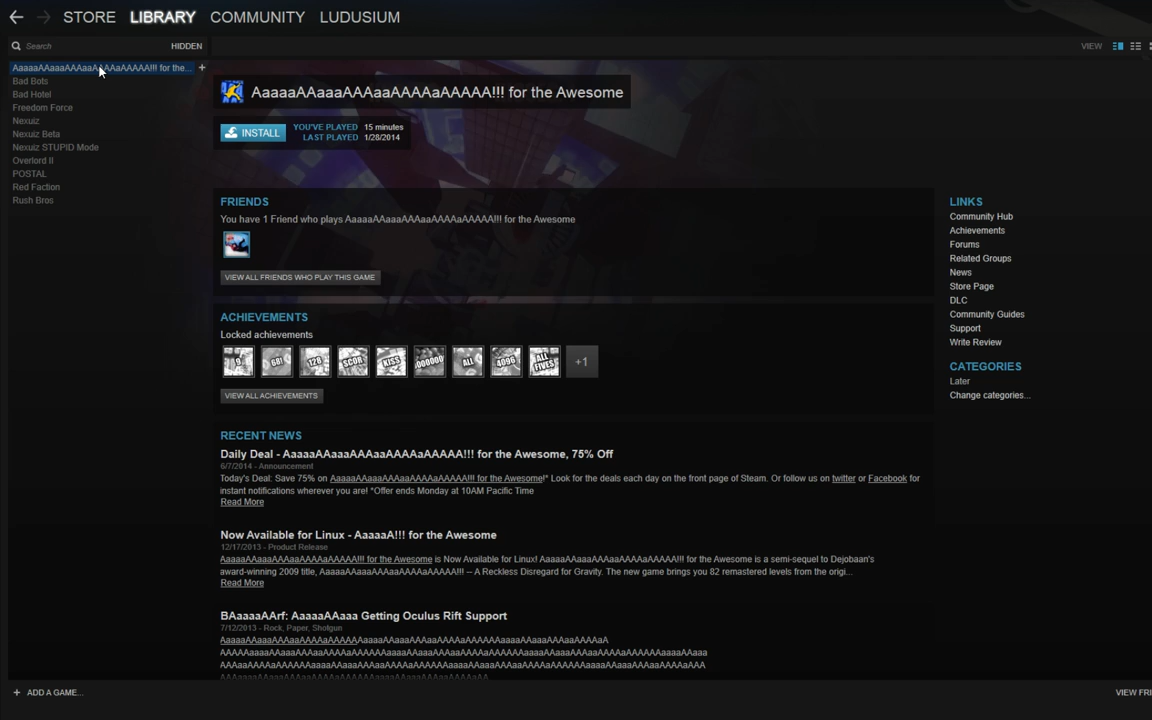 STORE LIBRARY COMMUNITY LUDUSIUM
Search HIDDEN VIEW
AaaaaAAaaaAAAaaAAAAaAAAAA!!! for the... +
Bad Bots
Bad Hotel
Freedom Force
Nexuiz
Nexuiz Beta
Nexuiz STUPID Mode
Overlord II
POSTAL
Red Faction
Rush Bros
AaaaaAAaaaAAAaaAAAAaAAAAA!!! for the Awesome
INSTALL
YOU'VE PLAYED 15 minutes
LAST PLAYED 1/28/2014
FRIENDS
You have 1 Friend who plays AaaaaAAaaaAAAaaAAAAaAAAAA!!! for the Awesome
VIEW ALL FRIENDS WHO PLAY THIS GAME
ACHIEVEMENTS
Locked achievements
KISS
ALL
4096
ALL FIVES
+1
VIEW ALL ACHIEVEMENTS
RECENT NEWS
Daily Deal - AaaaaAAaaaAAAaaAAAAaAAAAA!!! for the Awesome, 75% Off
6/7/2014 - Announcement
Today's Deal: Save 75% on AaaaaAAaaaAAAaaAAAAaAAAAA!!! for the Awesome!* Look for the deals each day on the front page of Steam. Or follow us on twitter or Facebook for
instant notifications wherever you are! *Offer ends Monday at 10AM Pacific Time
Read More
Now Available for Linux - AaaaaA!!! for the Awesome
12/17/2013 - Product Release
AaaaaAAaaaAAAaaAAAAaAAAAA!!! for the Awesome is Now Available for Linux! AaaaaAAaaaAAAaaAAAAaAAAAA!!! for the Awesome is a semi-sequel to Dejobaan's
award-winning 2009 title, AaaaaAAaaaAAAaaAAAAaAAAAA!!! -- A Reckless Disregard for Gravity. The new game brings you 82 remastered levels from the origi...
Read More
BAaaaaAArf: AaaaaAAaaa Getting Oculus Rift Support
7/12/2013 - Rock, Paper, Shotgun
LINKS
Community Hub
Achievements
Forums
Related Groups
News
Store Page
DLC
Community Guides
Support
Write Review
CATEGORIES
Later
Change categories...
+ ADD A GAME...
VIEW FRI